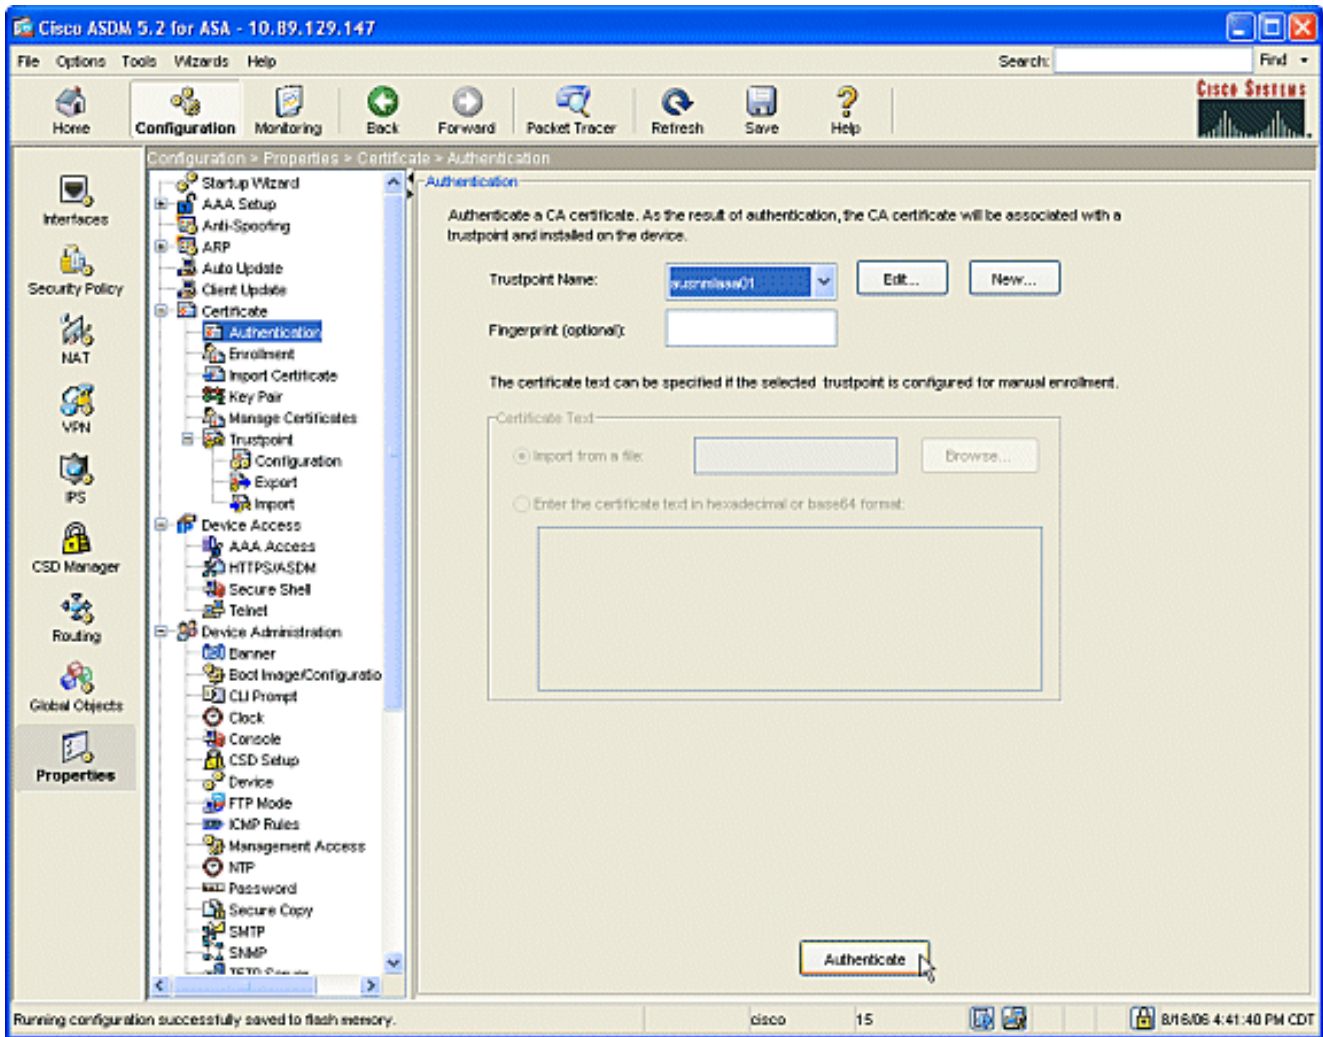 Cisco ASDM 5.2 for ASA - 10.89.129.147
File Options Tools Wizards Help Search: Find
Home Configuration Monitoring Back Forward Packet Tracer Refresh Save Help
CISCO SYSTEMS
Configuration > Properties > Certificate > Authentication
Interfaces
Security Policy
NAT
VPN
IPS
CSD Manager
Routing
Global Objects
Properties
Startup Wizard
AAA Setup
Anti-Spoofing
ARP
Auto Update
Client Update
Certificate
Authentication
Enrollment
Import Certificate
Key Pair
Manage Certificates
Trustpoint
Configuration
Export
Import
Device Access
AAA Access
HTTPS/ASDM
Secure Shell
Telnet
Device Administration
Banner
Boot Image/Configuratio
CLI Prompt
Clock
Console
CSD Setup
Device
FTP Mode
ICMP Rules
Management Access
NTP
Password
Secure Copy
SMTP
SNMP
Authentication
Authenticate a CA certificate. As the result of authentication, the CA certificate will be associated with a
trustpoint and installed on the device.
Trustpoint Name: Edit... New...
Fingerprint (optional):
The certificate text can be specified if the selected trustpoint is configured for manual enrollment.
Certificate Text
Import from a file: Browse...
Enter the certificate text in hexadecimal or base64 format:
Authenticate
Running configuration successfully saved to flash memory. cisco 15 8/16/06 4:41:40 PM CDT